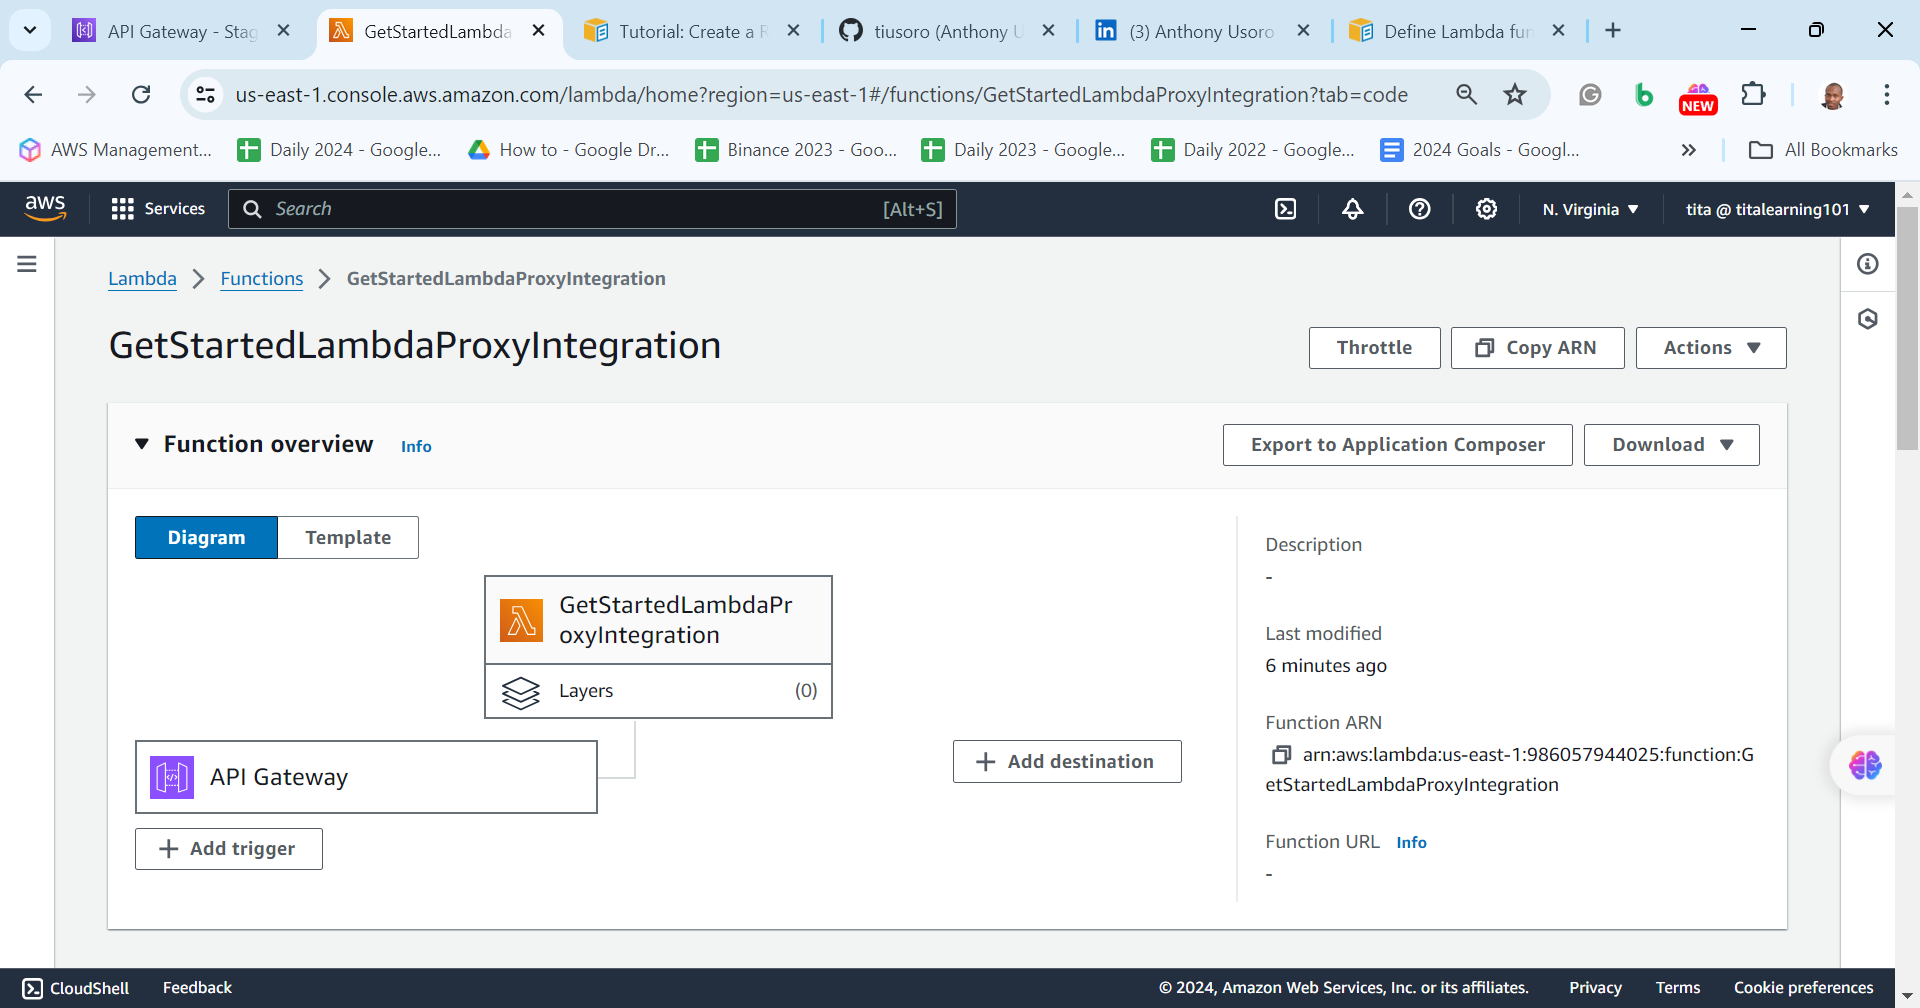 API Gateway - Stag
GetStartedLambda
Tutorial: Create a R
tiusoro (Anthony U
(3) Anthony Usoro
Define Lambda fun
us-east-1.console.aws.amazon.com/lambda/home?region=us-east-1#/functions/GetStartedLambdaProxyIntegration?tab=code
NEW
AWS Management...
Daily 2024 - Google...
How to - Google Dr...
Binance 2023 - Goo...
Daily 2023 - Google...
Daily 2022 - Google...
2024 Goals - Googl...
All Bookmarks
aws
Services
Search
[Alt+S]
N. Virginia
tita @ titalearning101
Lambda
Functions
GetStartedLambdaProxyIntegration
GetStartedLambdaProxyIntegration
Throttle
Copy ARN
Actions
Function overview
Info
Export to Application Composer
Download
Diagram
Template
GetStartedLambdaPr
oxyIntegration
Layers
(0)
API Gateway
Add trigger
Add destination
Description
-
Last modified
6 minutes ago
Function ARN
arn:aws:lambda:us-east-1:986057944025:function:G
etStartedLambdaProxyIntegration
Function URL
Info
-
CloudShell
Feedback
© 2024, Amazon Web Services, Inc. or its affiliates.
Privacy
Terms
Cookie preferences